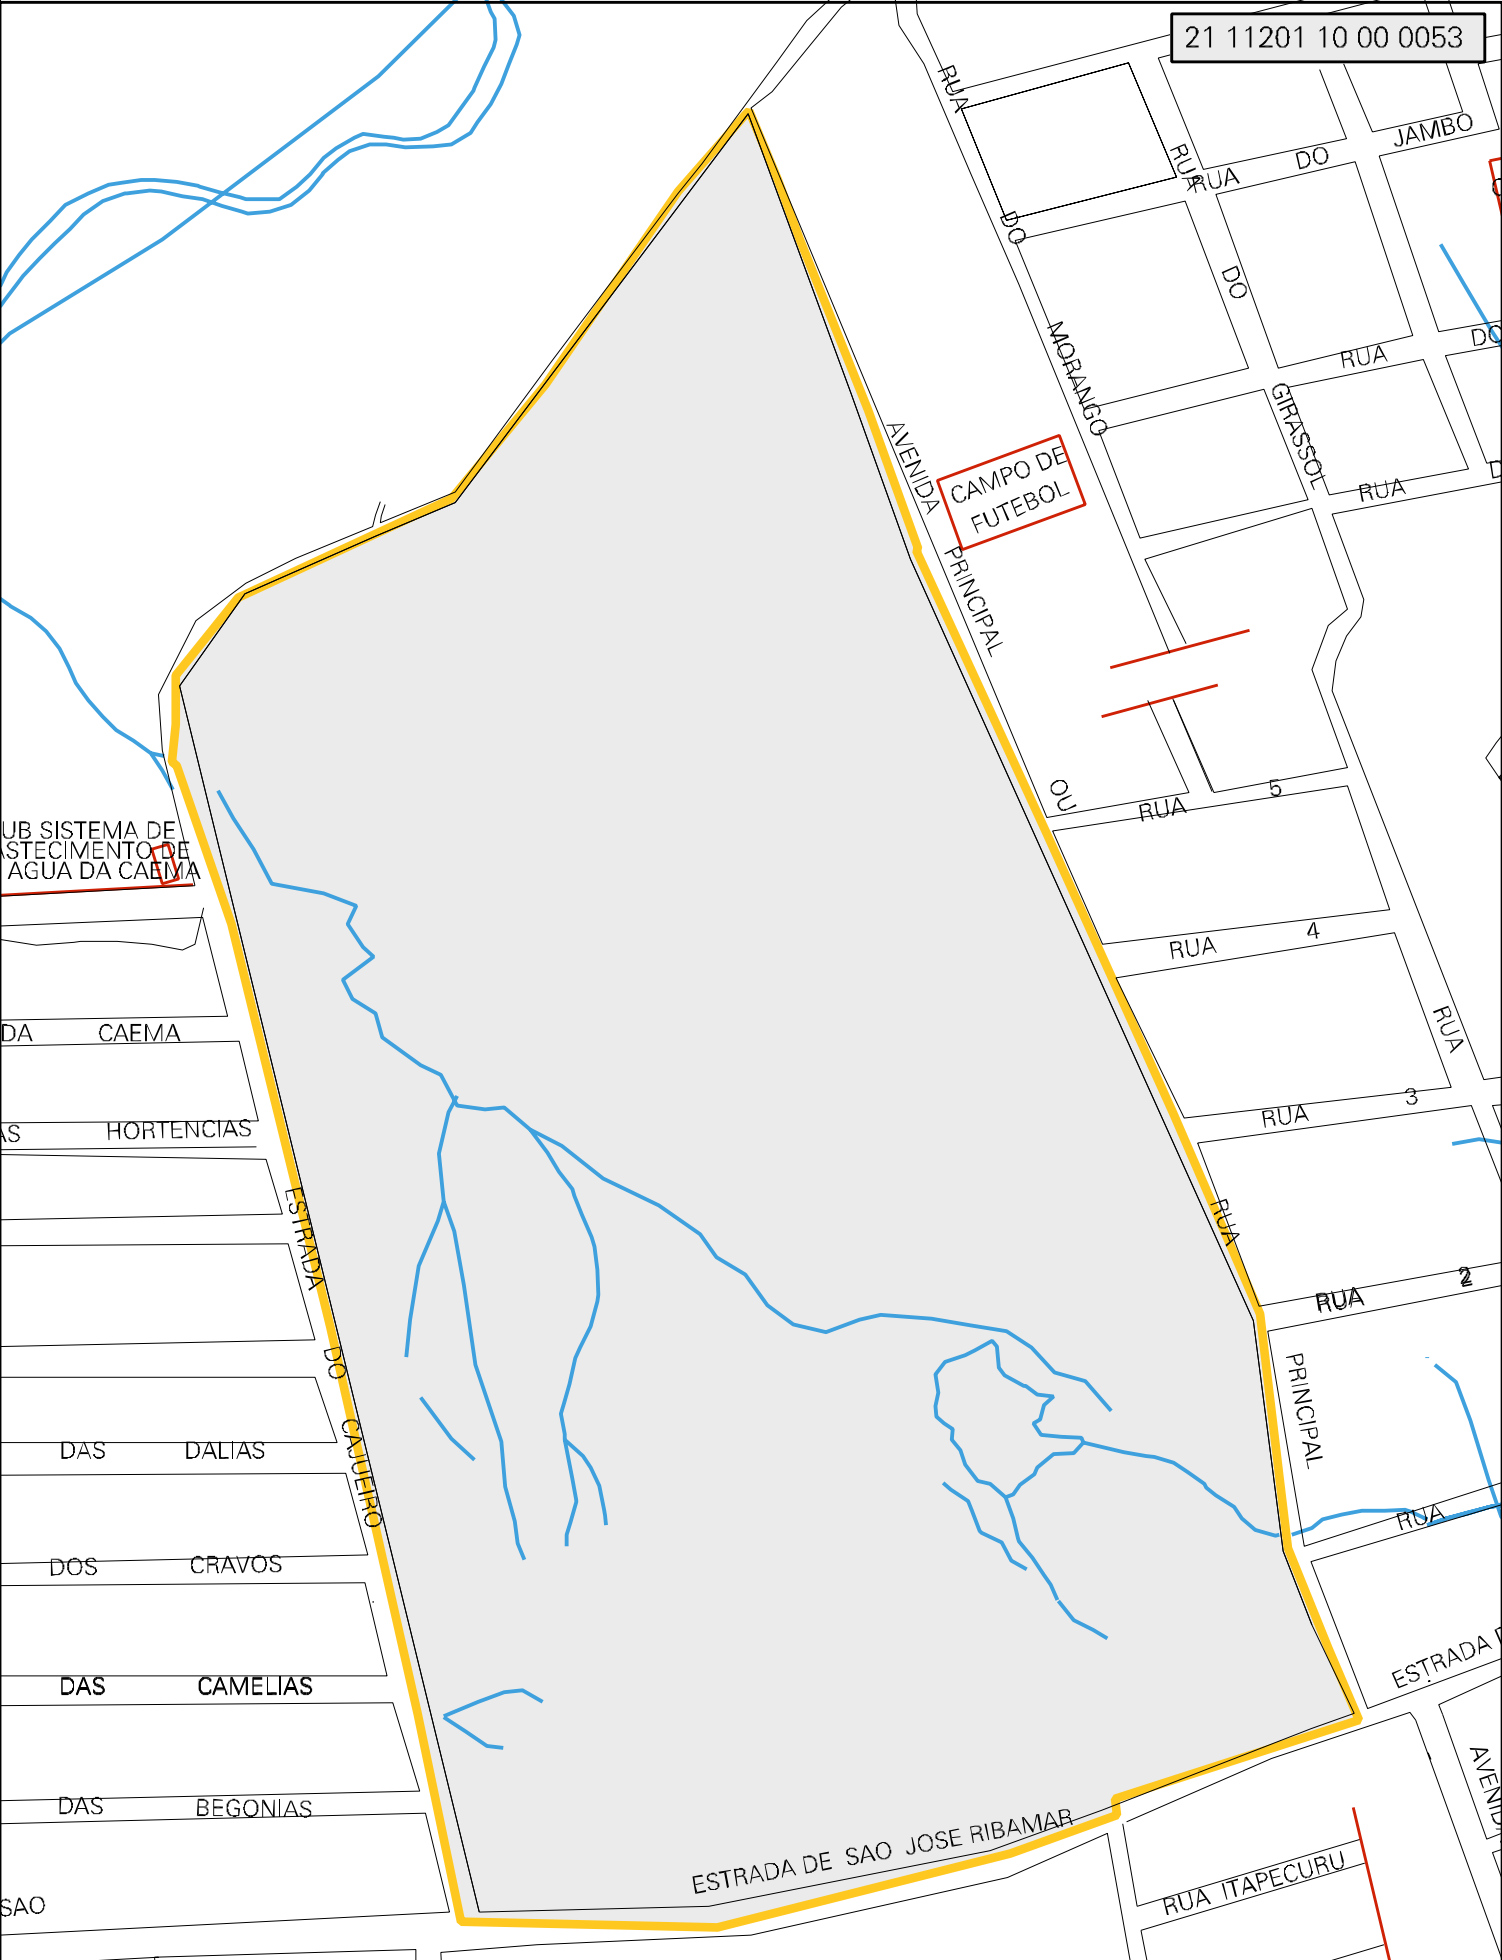 21 11201 10 00 0053
RUA DO MORANGO
RUA DO JAMBO
RUA DO GIRASSOL
RUA DO
RUA D
AVENIDA PRINCIPAL OU RUA PRINCIPAL
CAMPO DE
FUTEBOL
RUA 5
UB SISTEMA DE
ASTECIMENTO DE
AGUA DA CAEMA
RUA 4
DA CAEMA
RUA
RUA 3
AS HORTENCIAS
ESTRADA DO CAJUEIRO
RUA 2
DAS DALIAS
RUA
DOS CRAVOS
ESTRADA
DAS CAMELIAS
AVENIDA
DAS BEGONIAS
ESTRADA DE SAO JOSE RIBAMAR
RUA ITAPECURU
SAO